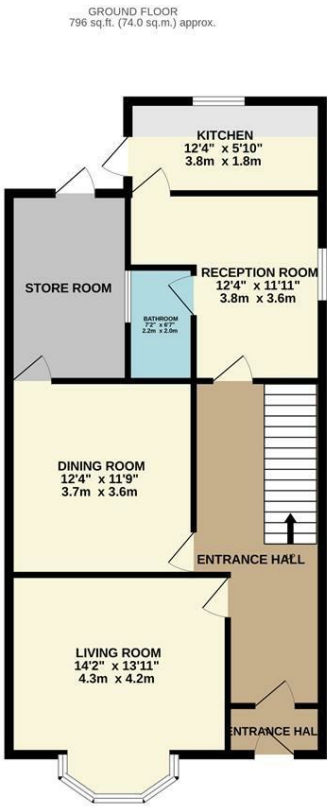 GROUND FLOOR
796 sq.ft. (74.0 sq.m.) approx.
KITCHEN
12'4" x 5'10"
3.8m x 1.8m
STORE ROOM
RECEPTION ROOM
12'4" x 11'11"
3.8m x 3.6m
BATHROOM
7'2" x 6'7"
2.2m x 2.0m
DINING ROOM
12'4" x 11'9"
3.7m x 3.6m
ENTRANCE HALL
LIVING ROOM
14'2" x 13'11"
4.3m x 4.2m
ENTRANCE HALL